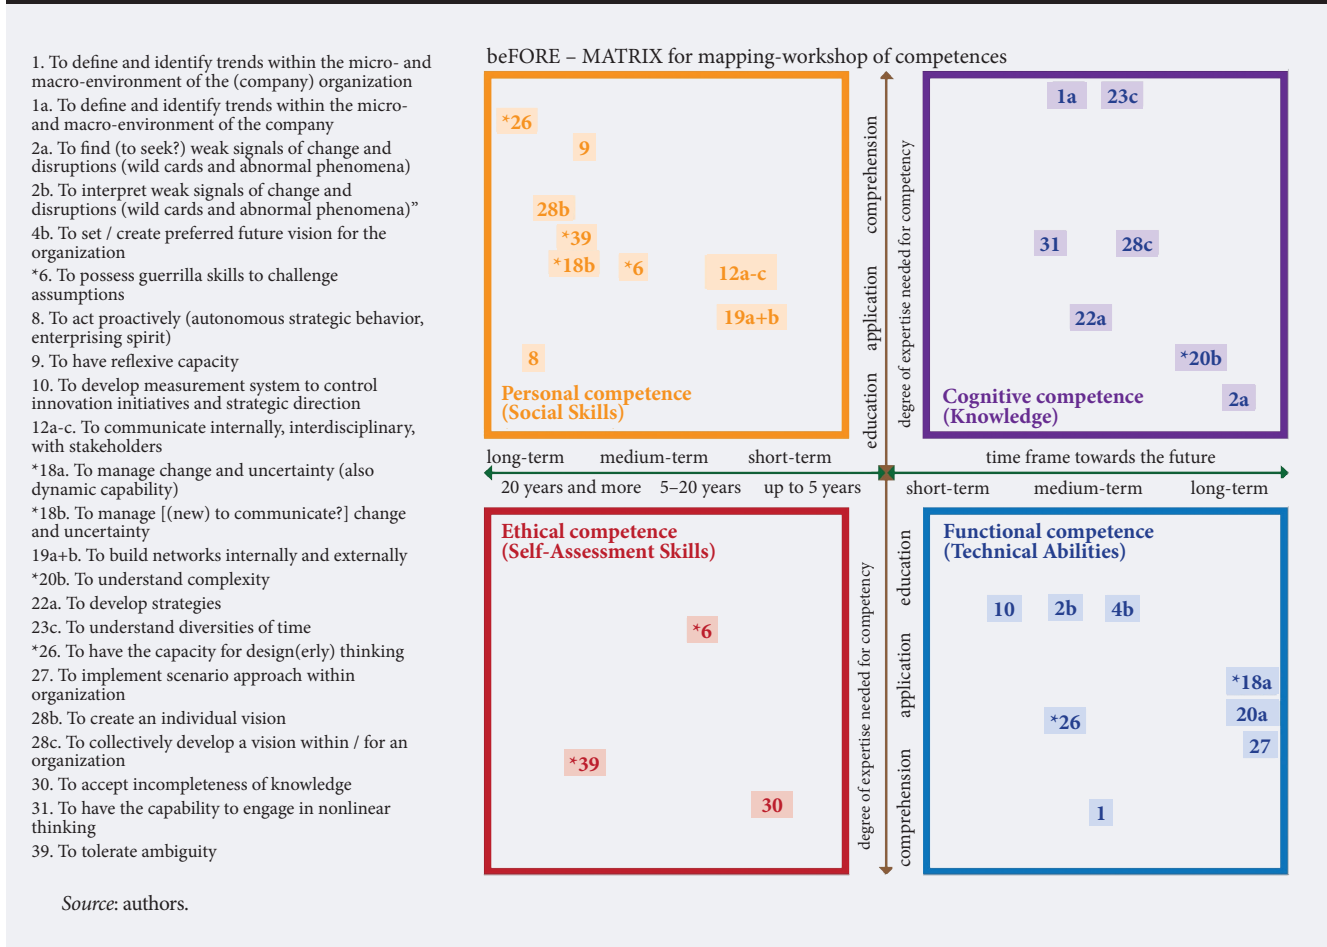 1. To define and identify trends within the micro- and
macro-environment of the (company) organization
1a. To define and identify trends within the micro-
and macro-environment of the company
2a. To find (to seek?) weak signals of change and
disruptions (wild cards and abnormal phenomena)
2b. To interpret weak signals of change and
disruptions (wild cards and abnormal phenomena)”
4b. To set / create preferred future vision for the
organization
*6. To possess guerrilla skills to challenge
assumptions
8. To act proactively (autonomous strategic behavior,
enterprising spirit)
9. To have reflexive capacity
10. To develop measurement system to control
innovation initiatives and strategic direction
12a-c. To communicate internally, interdisciplinary,
with stakeholders
*18a. To manage change and uncertainty (also
dynamic capability)
*18b. To manage [(new) to communicate?] change
and uncertainty
19a+b. To build networks internally and externally
*20b. To understand complexity
22a. To develop strategies
23c. To understand diversities of time
*26. To have the capacity for design(erly) thinking
27. To implement scenario approach within
organization
28b. To create an individual vision
28c. To collectively develop a vision within / for an
organization
30. To accept incompleteness of knowledge
31. To have the capability to engage in nonlinear
thinking
39. To tolerate ambiguity
Source: authors.
beFORE – MATRIX for mapping-workshop of competences
*26
9
28b
*39
*18b
*6
12a-c
19a+b
8
Personal competence
(Social Skills)
comprehension
application
education
degree of expertise needed for competency
1a
23c
31
28c
22a
*20b
2a
Cognitive competence
(Knowledge)
long-term medium-term short-term
time frame towards the future
20 years and more 5–20 years up to 5 years
short-term medium-term long-term
Ethical competence
(Self-Assessment Skills)
*6
*39
30
degree of expertise needed for competency
education
application
comprehension
Functional competence
(Technical Abilities)
10
2b
4b
*18a
20a
*26
27
1